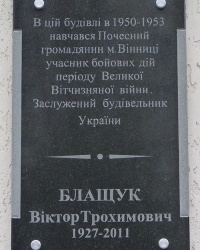 В цій будівлі в 1950-1953
навчався Почесний
громадянин м.Вінниці
учасник бойових дій
періоду Великої
Вітчизняної війни.
Заслужений будівельник
України
БЛАЩУК
Віктор Трохимович
1927-2011